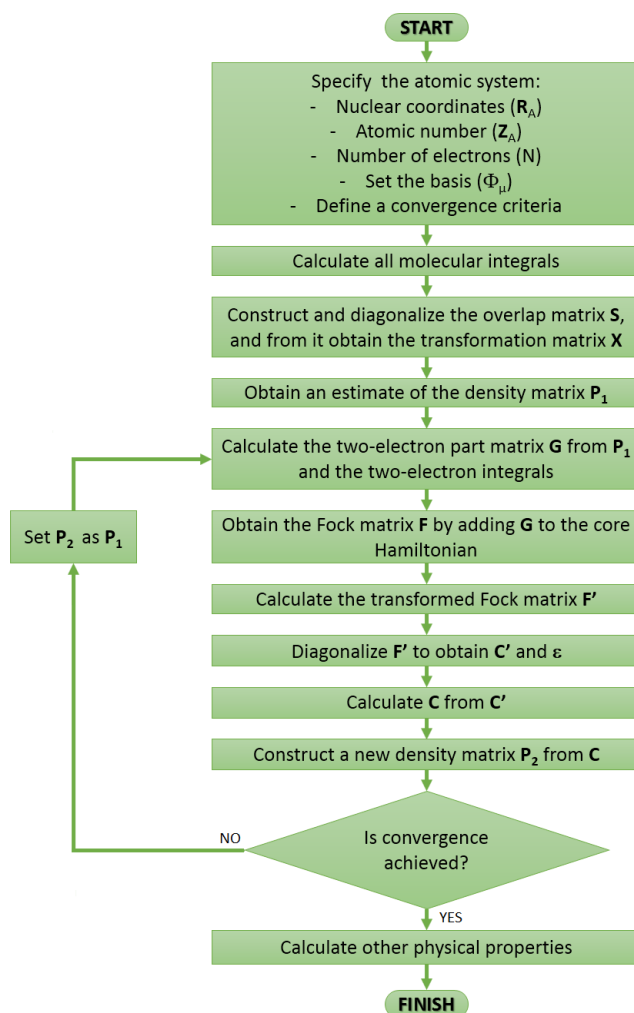 START
Specify the atomic system:
- Nuclear coordinates (R_A)
- Atomic number (Z_A)
- Number of electrons (N)
- Set the basis (Φ_μ)
- Define a convergence criteria
Calculate all molecular integrals
Construct and diagonalize the overlap matrix S,
and from it obtain the transformation matrix X
Obtain an estimate of the density matrix P₁
Calculate the two-electron part matrix G from P₁
and the two-electron integrals
Set P₂ as P₁
Obtain the Fock matrix F by adding G to the core
Hamiltonian
Calculate the transformed Fock matrix F’
Diagonalize F’ to obtain C’ and ε
Calculate C from C’
Construct a new density matrix P₂ from C
Is convergence
achieved?
NO
YES
Calculate other physical properties
FINISH